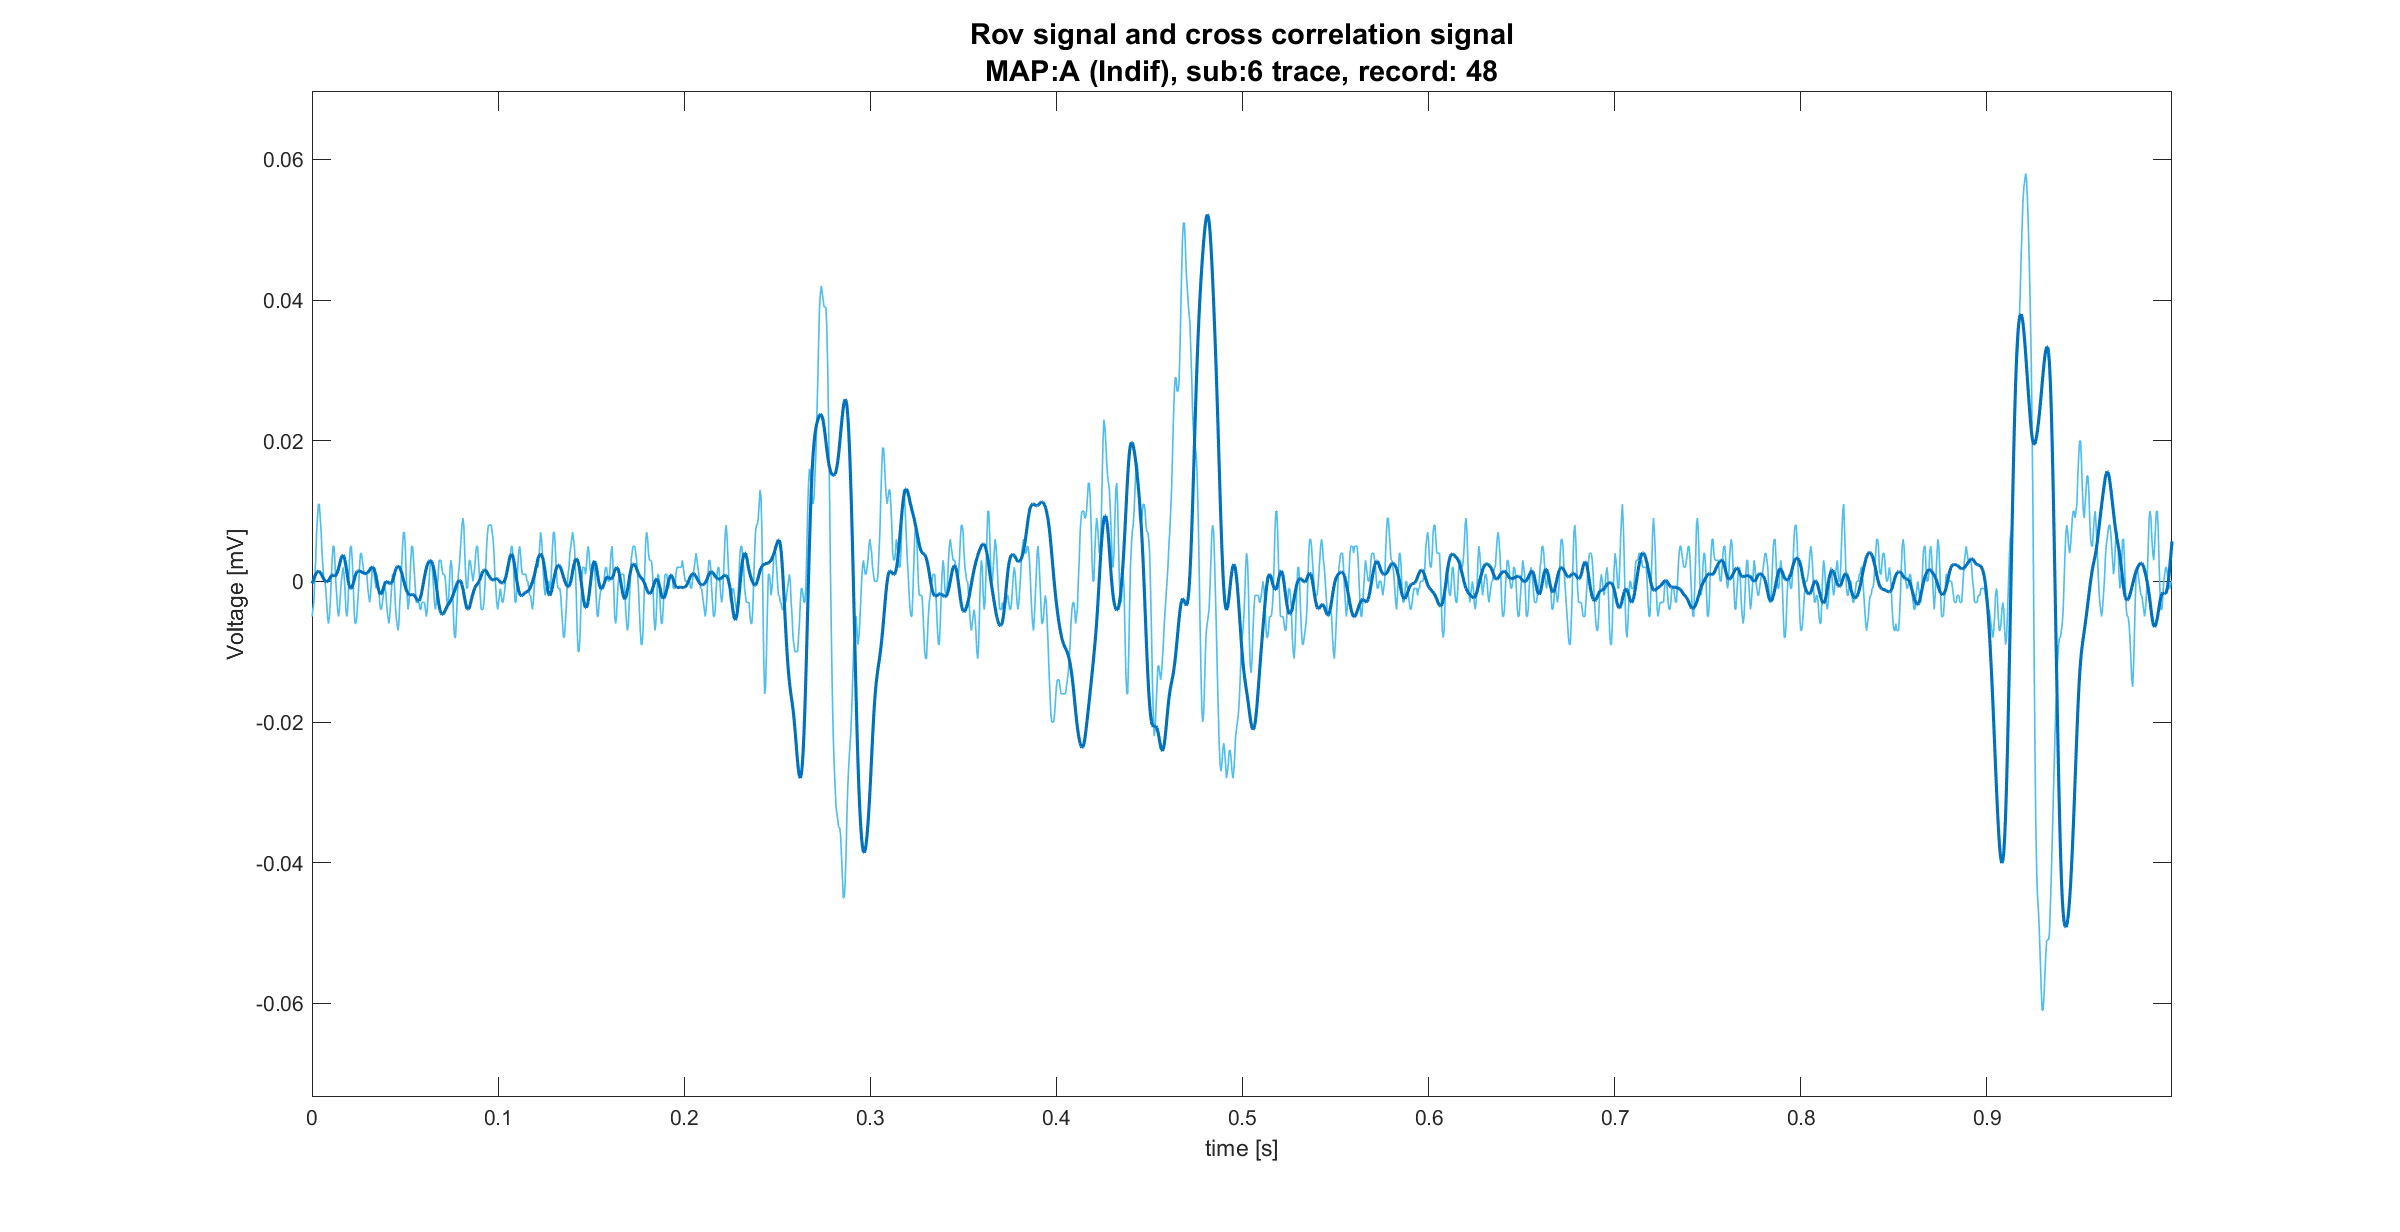 Rov signal and cross correlation signal
MAP:A (Indif), sub:6 trace, record: 48
0.06
0.04
0.02
0
-0.02
-0.04
-0.06
Voltage [mV]
0 0.1 0.2 0.3 0.4 0.5 0.6 0.7 0.8 0.9
time [s]